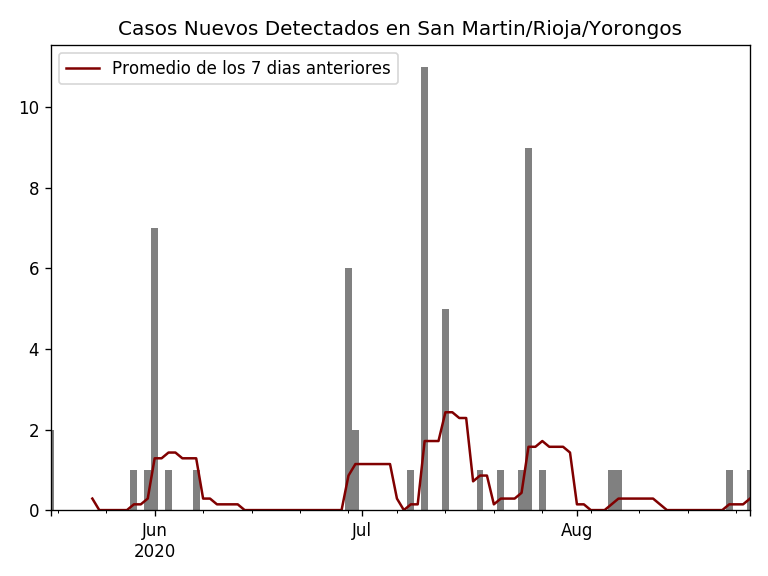 Casos Nuevos Detectados en San Martin/Rioja/Yorongos
Promedio de los 7 dias anteriores
10
8
6
4
2
0
Jun
2020
Jul
Aug